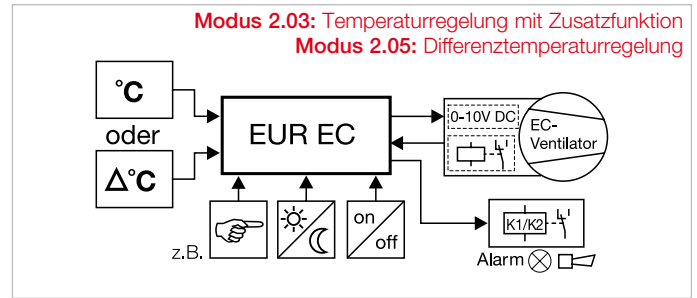 Modus 2.03: Temperaturregelung mit Zusatzfunktion
Modus 2.05: Differenztemperaturregelung
°C
oder
Δ°C
EUR EC
0-10V DC
EC-
Ventilator
z.B.
on
off
K1/K2
Alarm